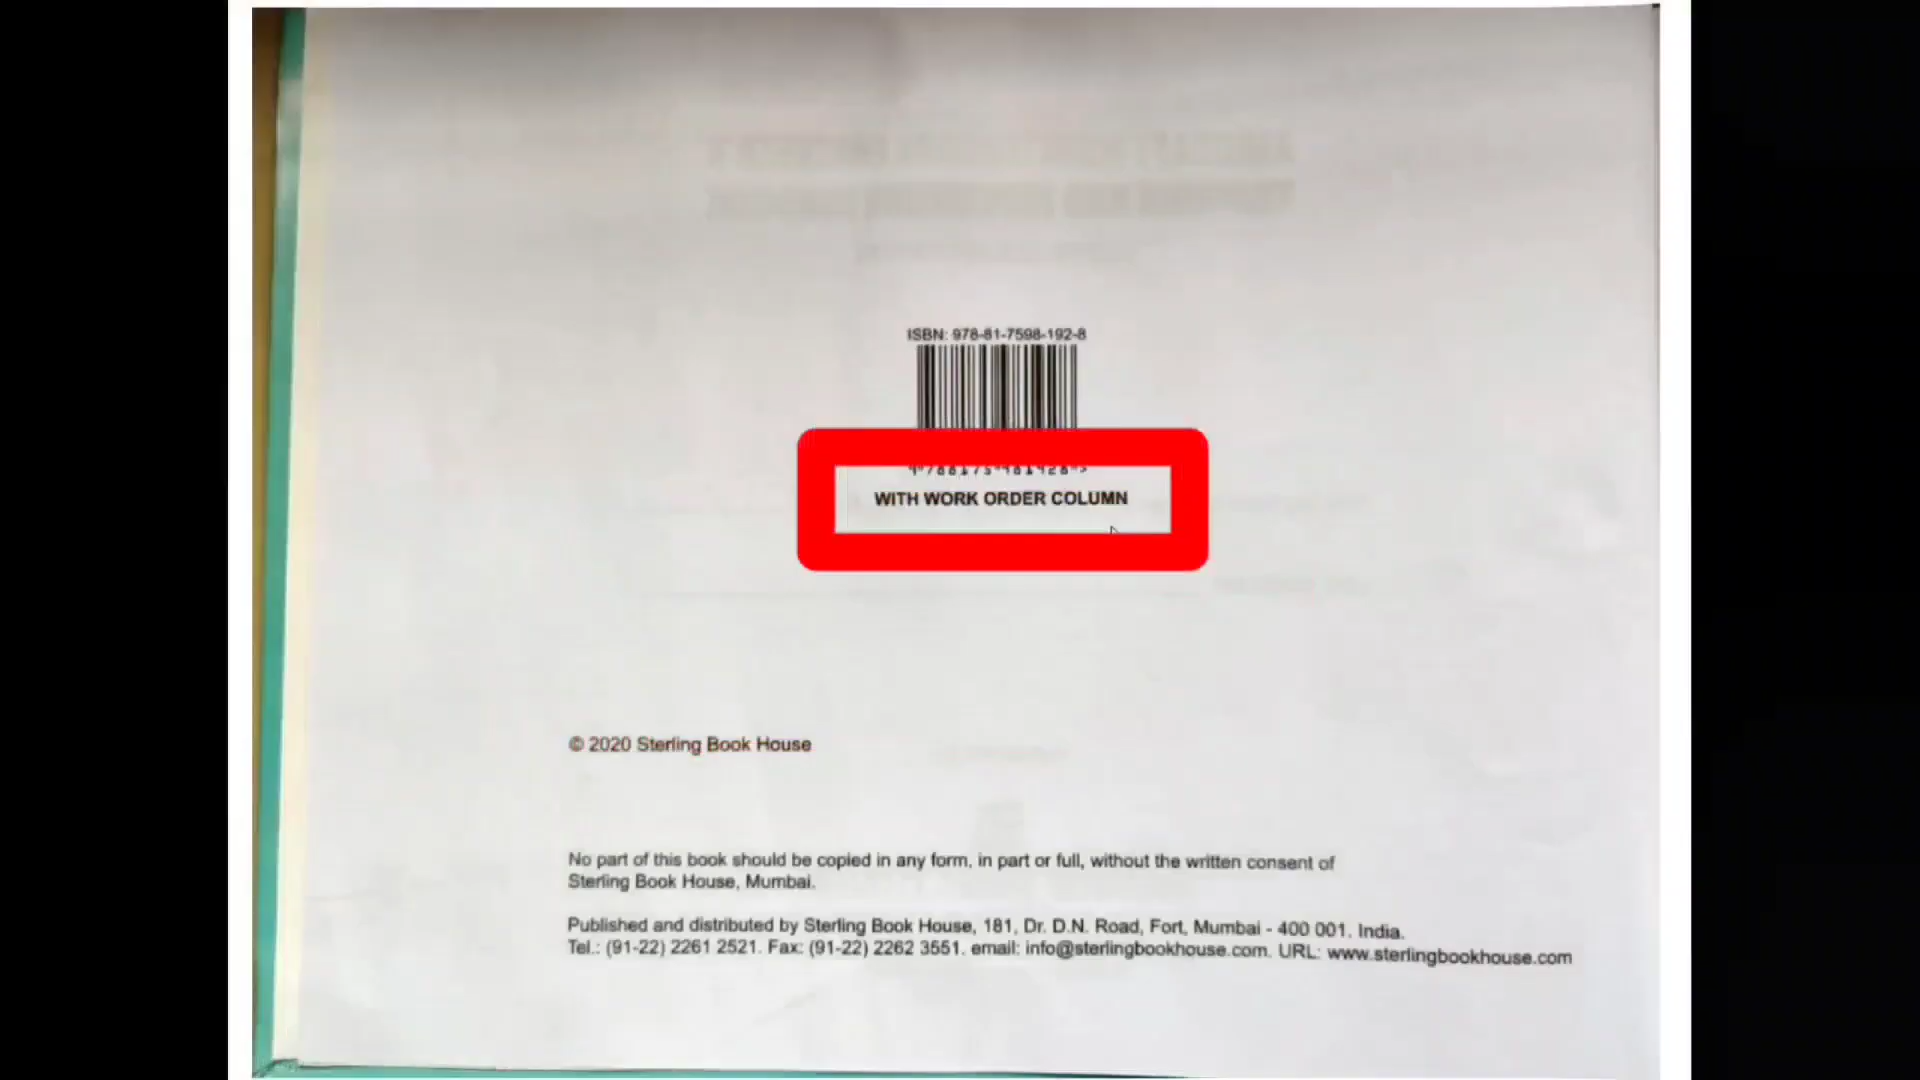 ISBN: 978-81-7598-192-8
WITH WORK ORDER COLUMN
© 2020 Sterling Book House
No part of this book should be copied in any form, in part or full, without the written consent of
Sterling Book House, Mumbai.
Published and distributed by Sterling Book House, 181, Dr. D.N. Road, Fort, Mumbai - 400 001. India.
Tel.: (91-22) 2261 2521. Fax: (91-22) 2262 3551. email: info@sterlingbookhouse.com. URL: www.sterlingbookhouse.com